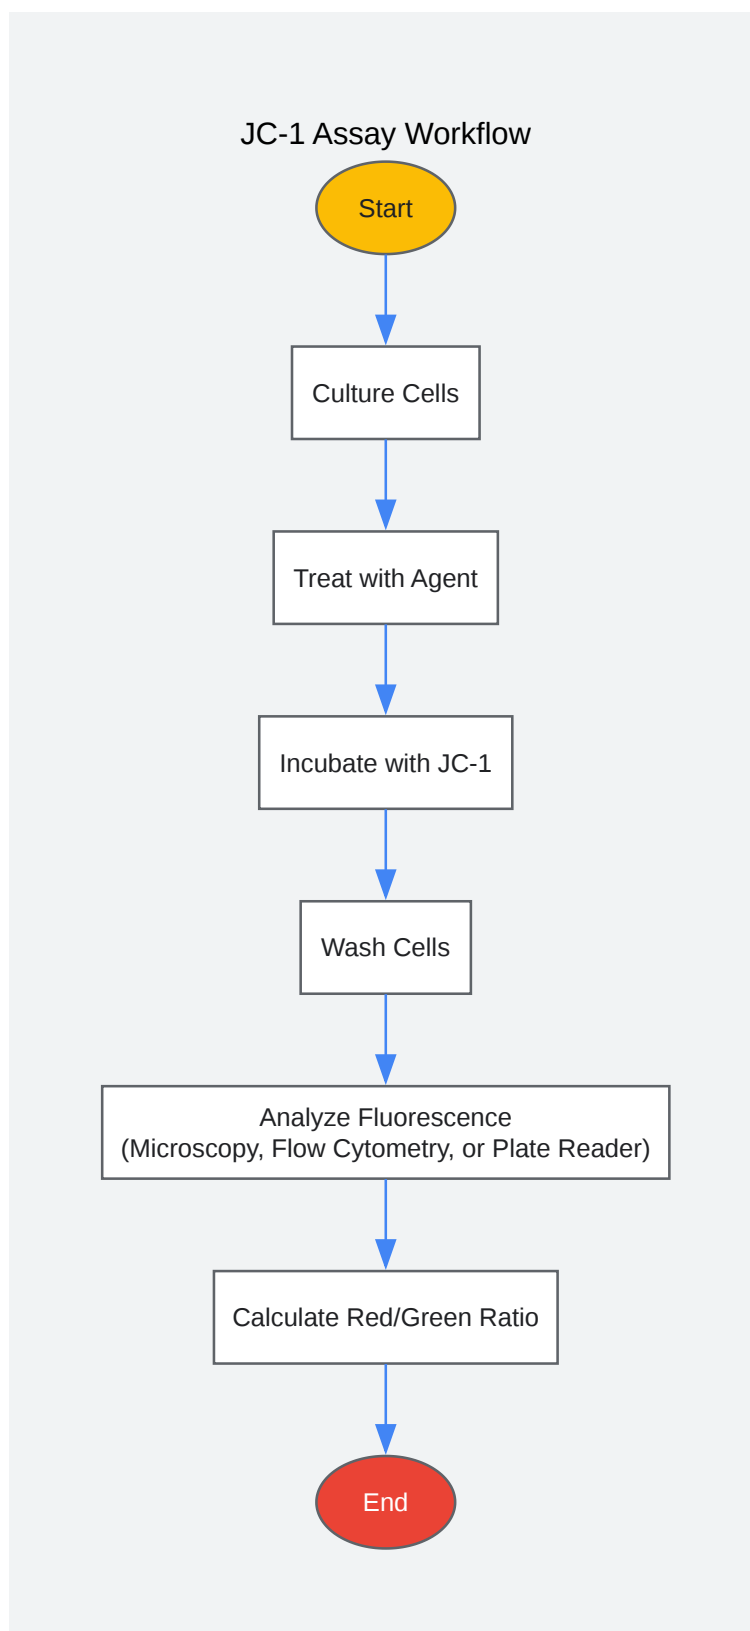 JC-1 Assay Workflow
Start
Culture Cells
Treat with Agent
Incubate with JC-1
Wash Cells
Analyze Fluorescence
(Microscopy, Flow Cytometry, or Plate Reader)
Calculate Red/Green Ratio
End